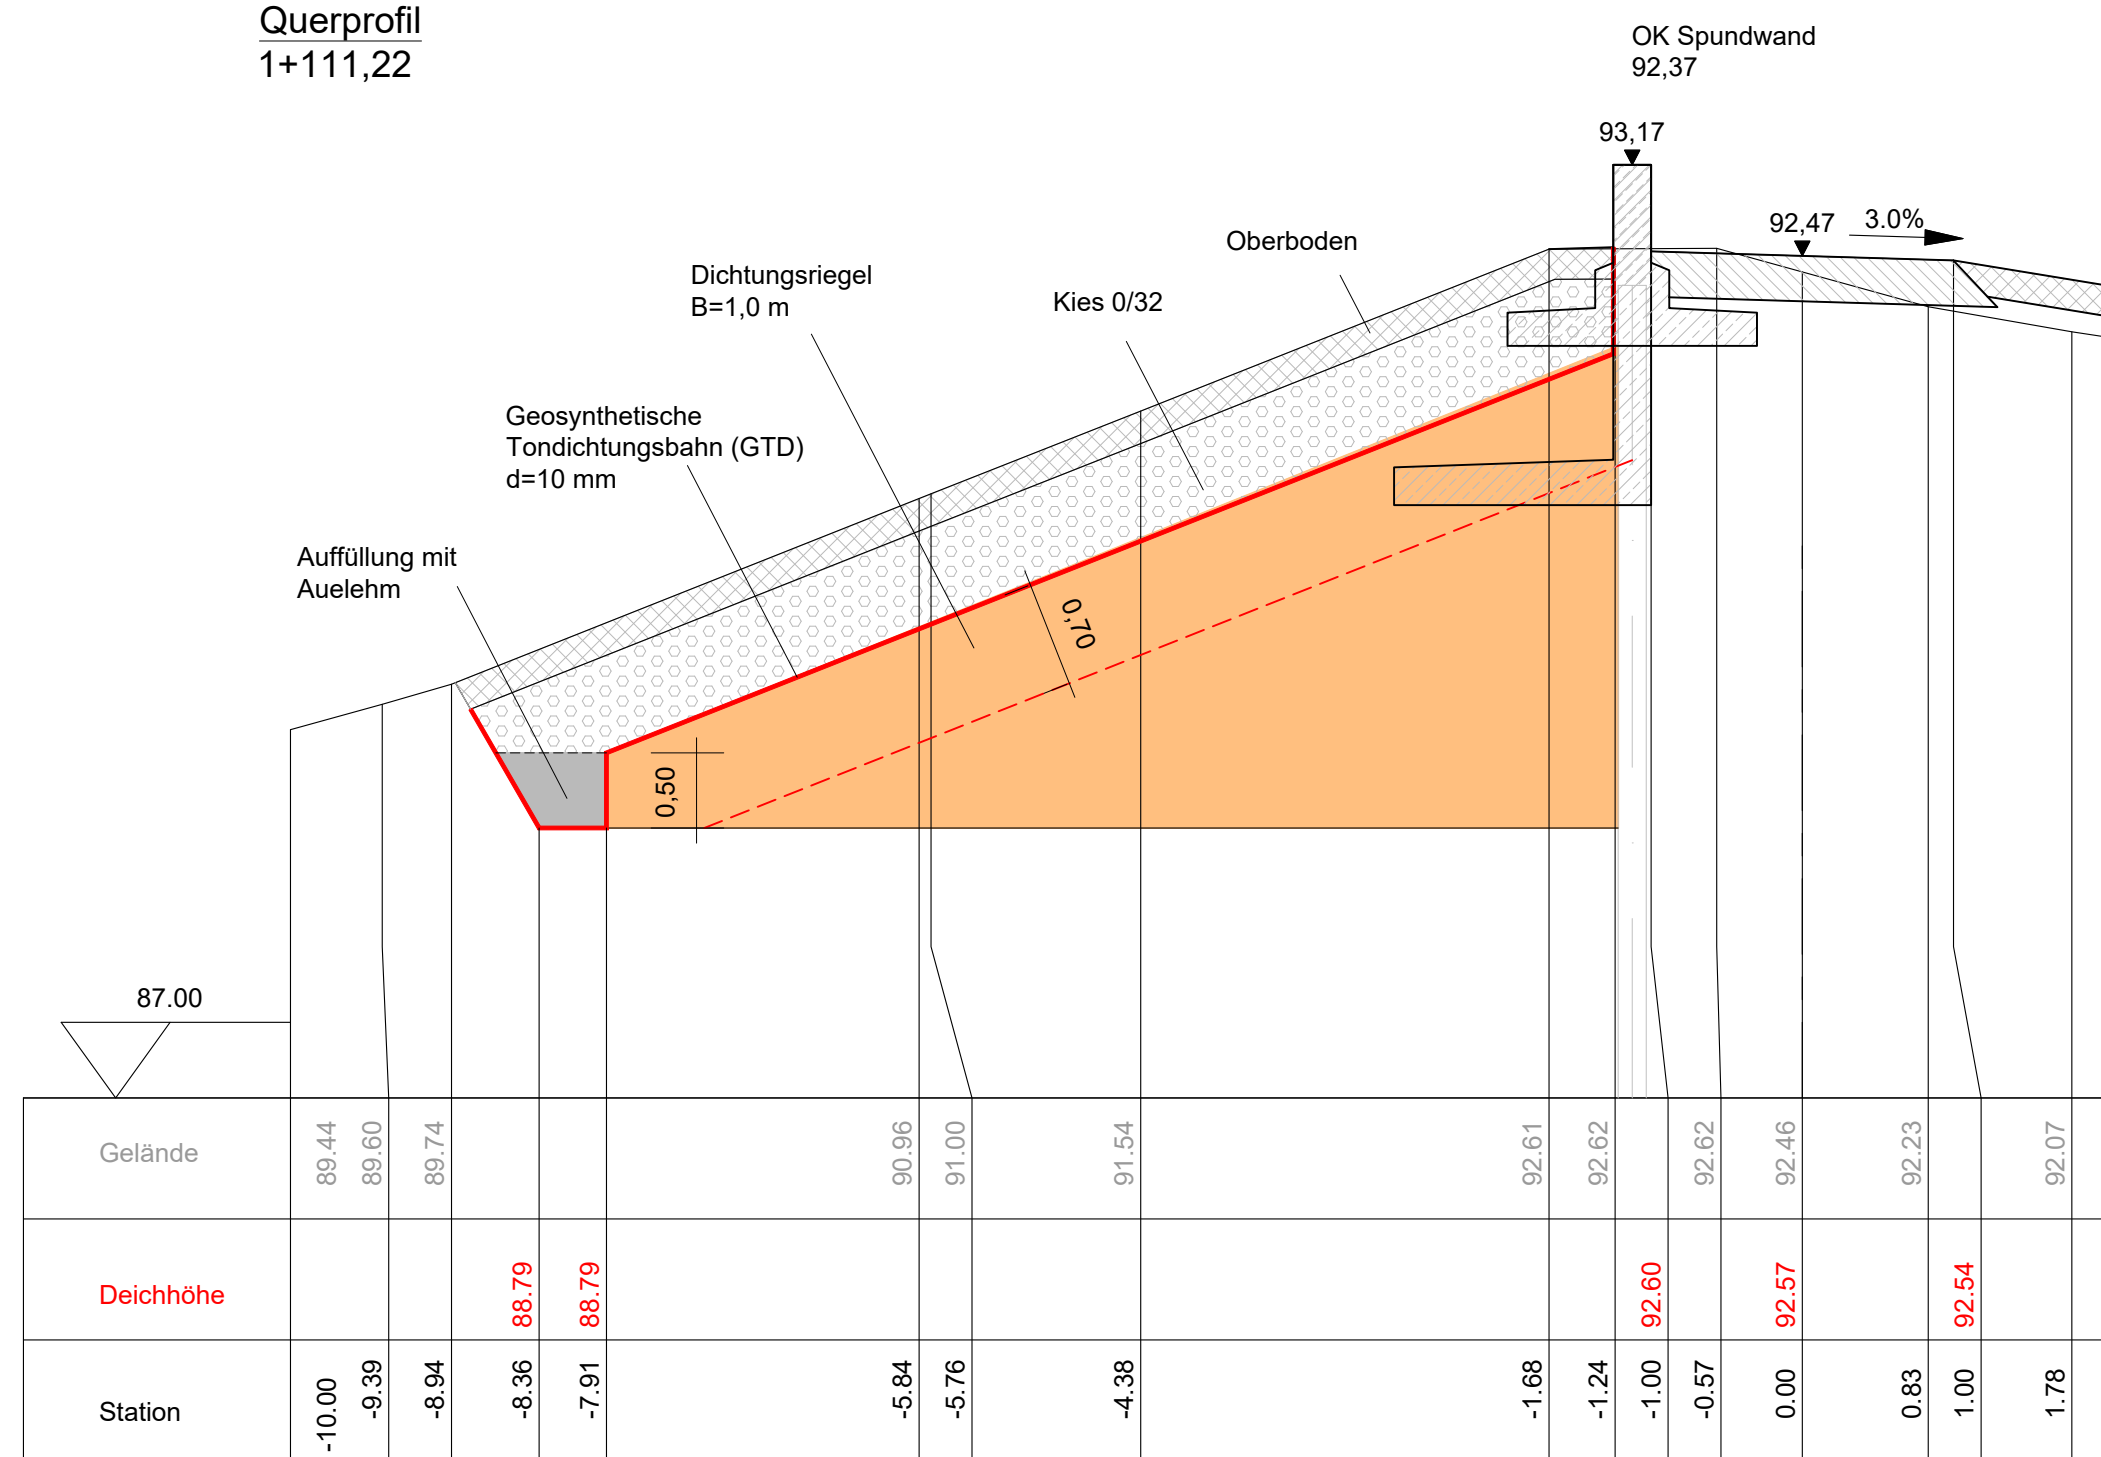 Querprofil
1+111,22
OK Spundwand
92,37
93,17
92,47
3.0%
Oberboden
Dichtungsriegel
B=1,0 m
Kies 0/32
Geosynthetische
Tondichtungsbahn (GTD)
d=10 mm
Auffüllung mit
Auelehm
0,70
0,50
87.00
Gelände
89.44
89.60
89.74
90.96
91.00
91.54
92.61
92.62
92.62
92.46
92.23
92.07
Deichhöhe
88.79
88.79
92.60
92.57
92.54
Station
-10.00
-9.39
-8.94
-8.36
-7.91
-5.84
-5.76
-4.38
-1.68
-1.24
-1.00
-0.57
0.00
0.83
1.00
1.78